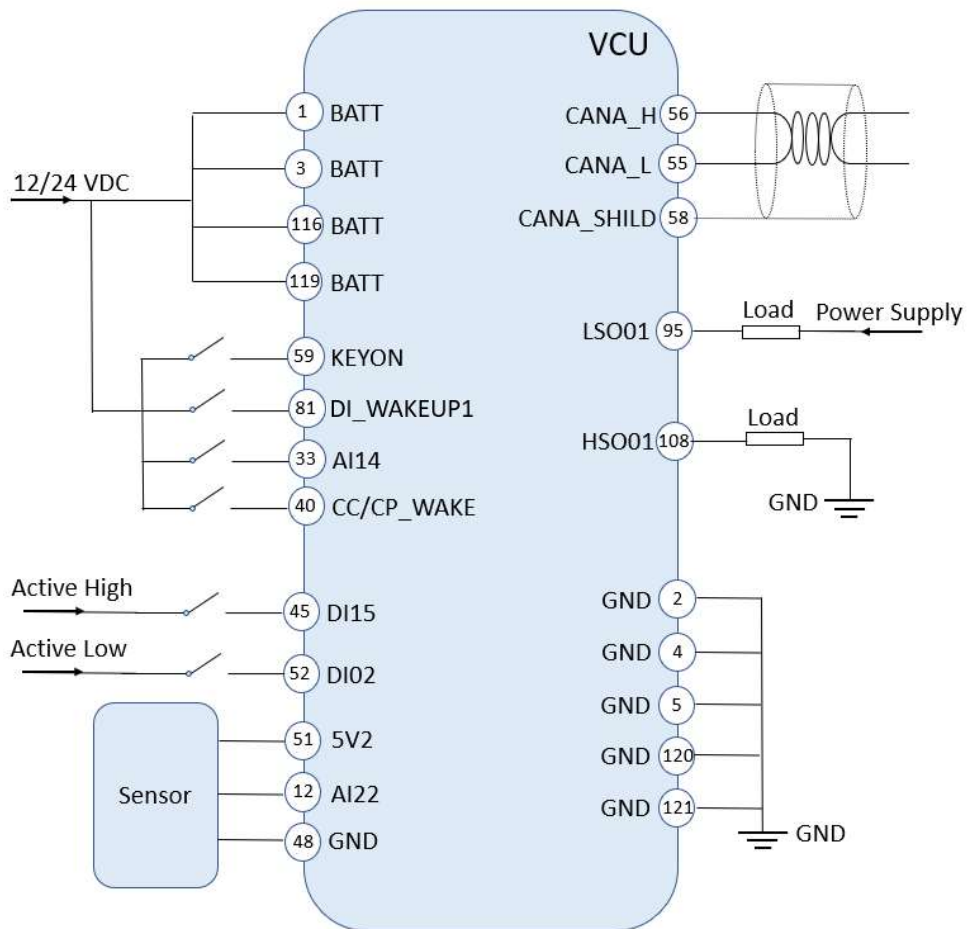 VCU
1 BATT
3 BATT
12/24 VDC
116 BATT
119 BATT
59 KEYON
81 DI_WAKEUP1
33 AI14
40 CC/CP_WAKE
Active High
45 DI15
Active Low
52 DI02
Sensor
51 5V2
12 AI22
48 GND
CANA_H 56
CANA_L 55
CANA_SHILD 58
Load
Power Supply
LSO01 95
Load
HSO01 108
GND
GND 2
GND 4
GND 5
GND 120
GND 121
GND